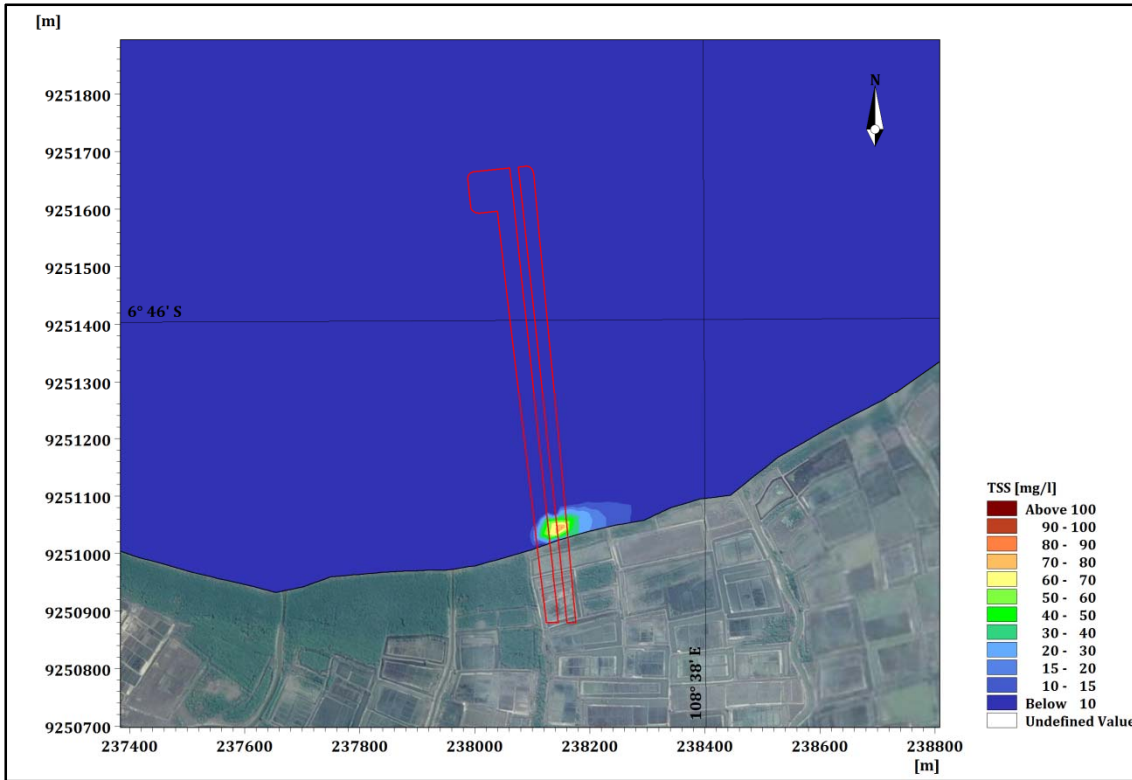 [m]
9251800
9251700
9251600
9251500
9251400
9251300
9251200
9251100
9251000
9250900
9250800
9250700
N
6° 46' S
108° 38' E
237400 237600 237800 238000 238200 238400 238600 238800
[m]
TSS [mg/l]
Above 100
90 - 100
80 - 90
70 - 80
60 - 70
50 - 60
40 - 50
30 - 40
20 - 30
15 - 20
10 - 15
Below 10
Undefined Value